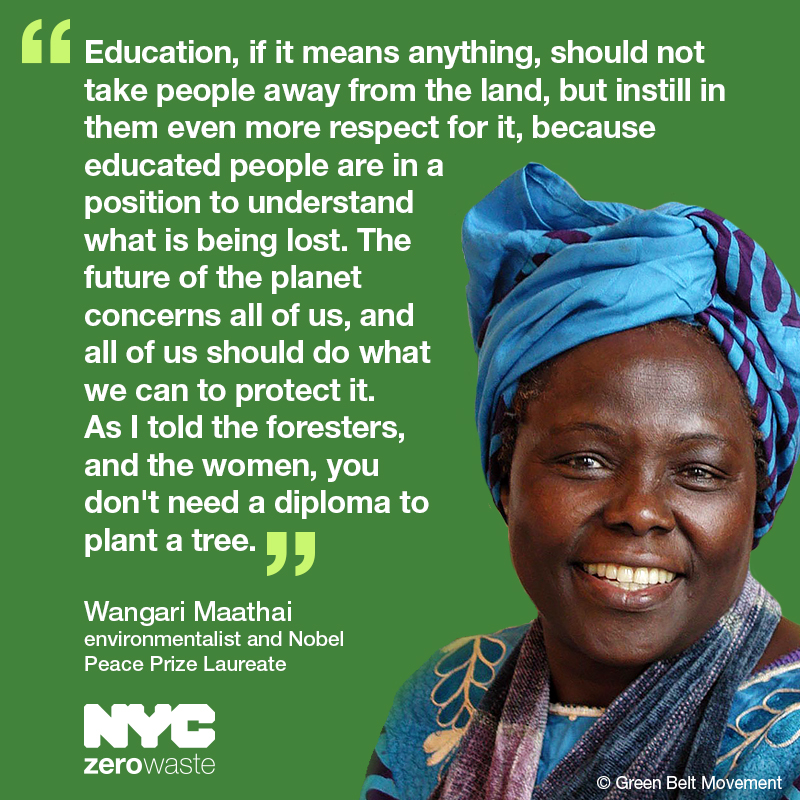 “
Education, if it means anything, should not
take people away from the land, but instill in
them even more respect for it, because
educated people are in a
position to understand
what is being lost. The
future of the planet
concerns all of us, and
all of us should do what
we can to protect it.
As I told the foresters,
and the women, you
don't need a diploma to
plant a tree. ”
Wangari Maathai
environmentalist and Nobel
Peace Prize Laureate
NYC
zerowaste
© Green Belt Movement